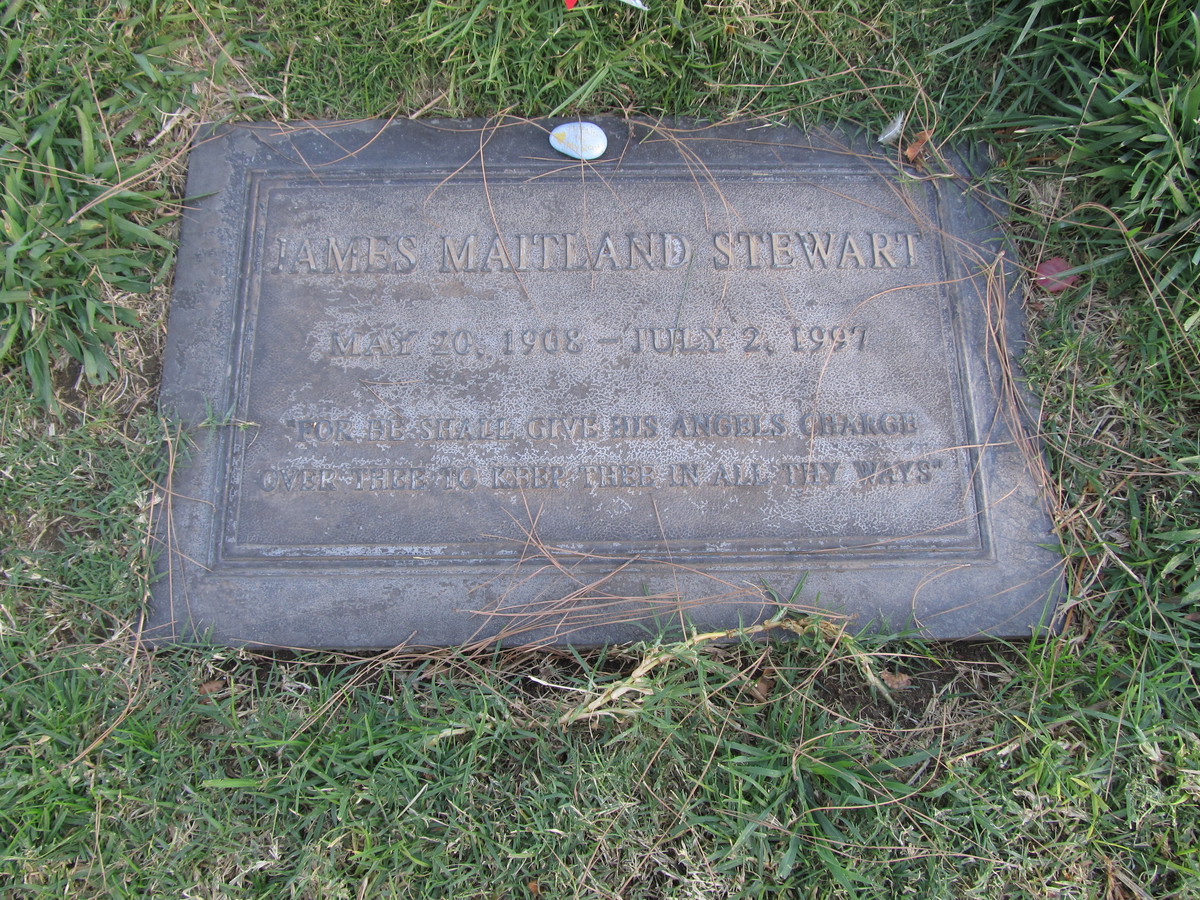 JAMES MAITLAND STEWART
MAY 20, 1908 – JULY 2, 1997
"FOR HE SHALL GIVE HIS ANGELS CHARGE
OVER THEE TO KEEP THEE IN ALL THY WAYS"